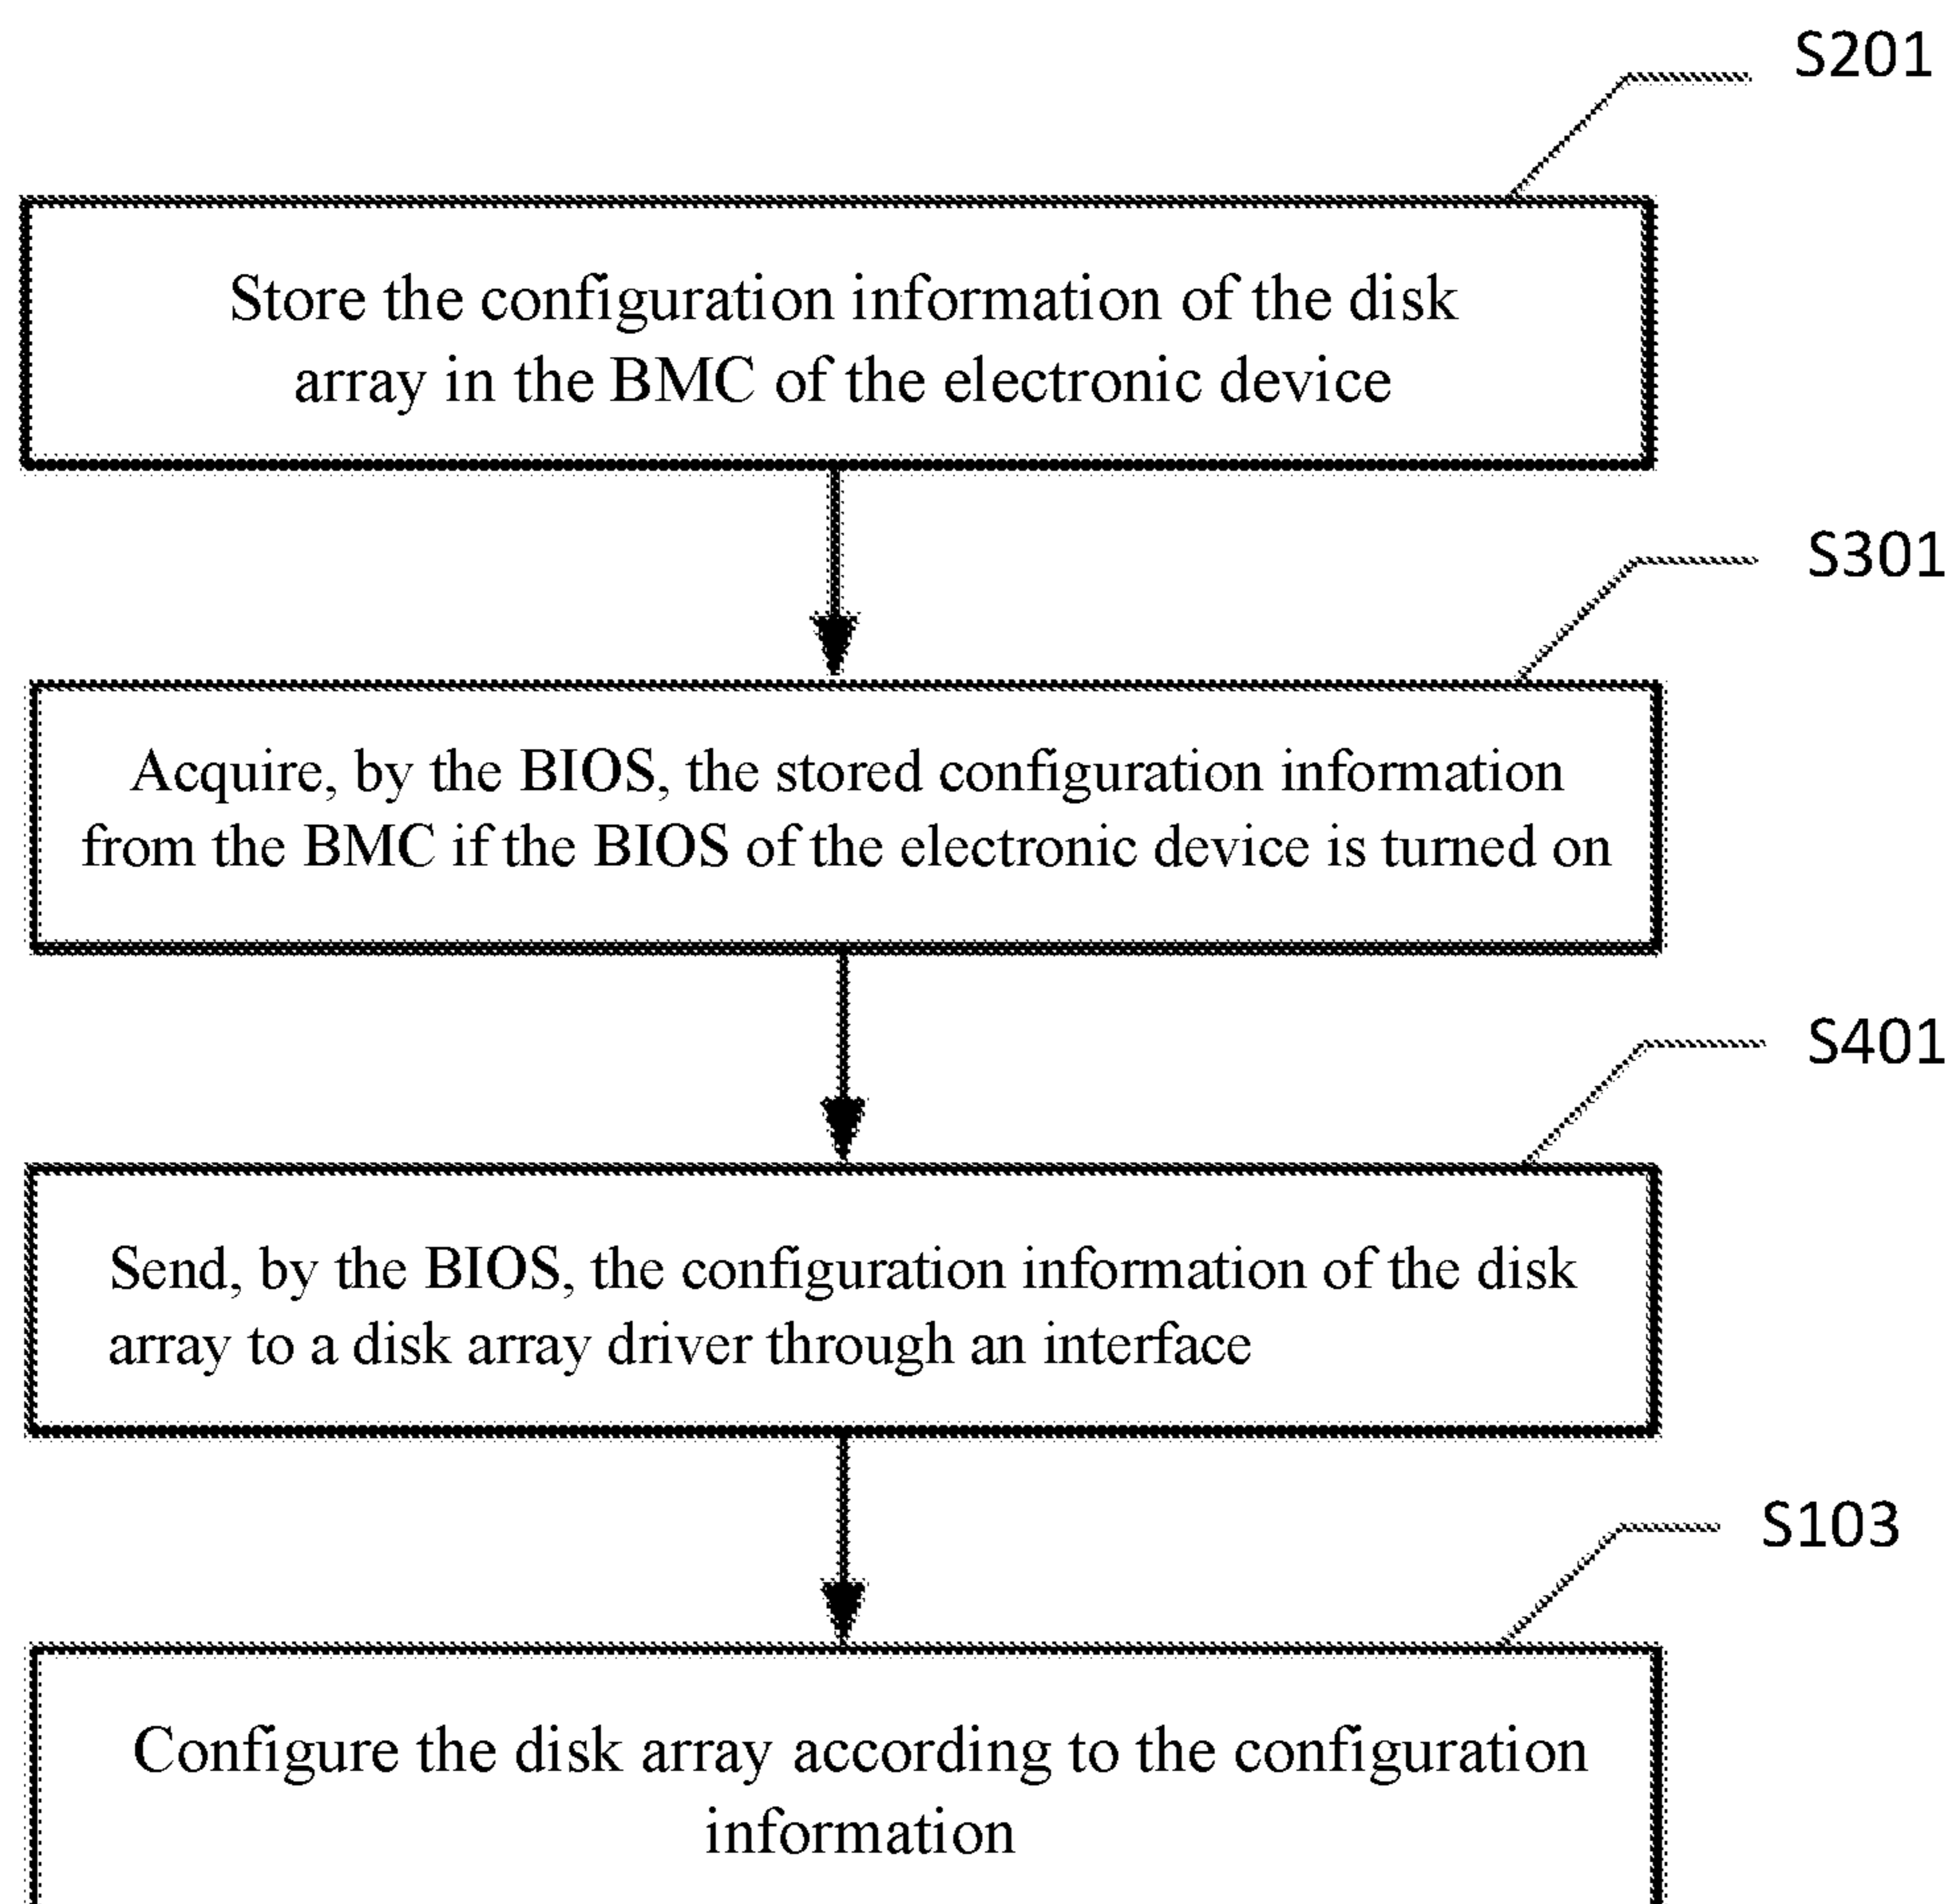 S201
Store the configuration information of the disk
array in the BMC of the electronic device
S301
Acquire, by the BIOS, the stored configuration information
from the BMC if the BIOS of the electronic device is turned on
S401
Send, by the BIOS, the configuration information of the disk
array to a disk array driver through an interface
S103
Configure the disk array according to the configuration
information